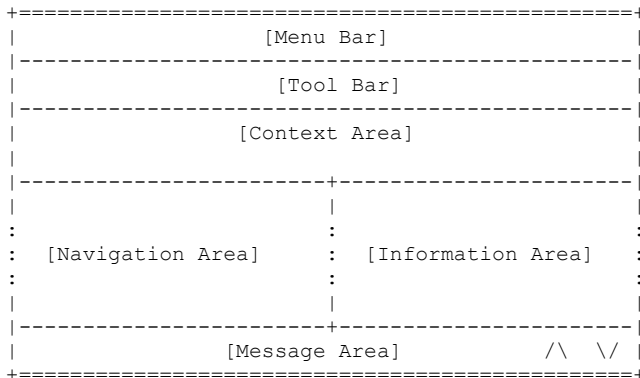 [Menu Bar]
[Tool Bar]
[Context Area]
[Navigation Area] [Information Area]
[Message Area] /\ \/